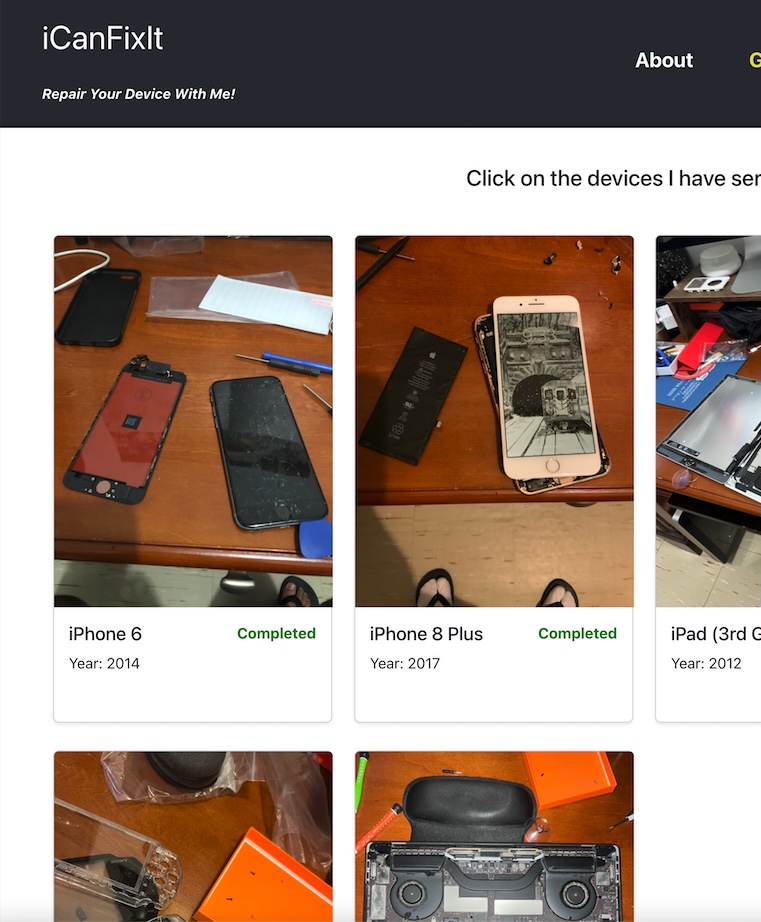 iCanFixIt
Repair Your Device With Me!
About
G
Click on the devices I have ser
iPhone 6
Completed
Year: 2014
iPhone 8 Plus
Completed
Year: 2017
iPad (3rd G
Year: 2012